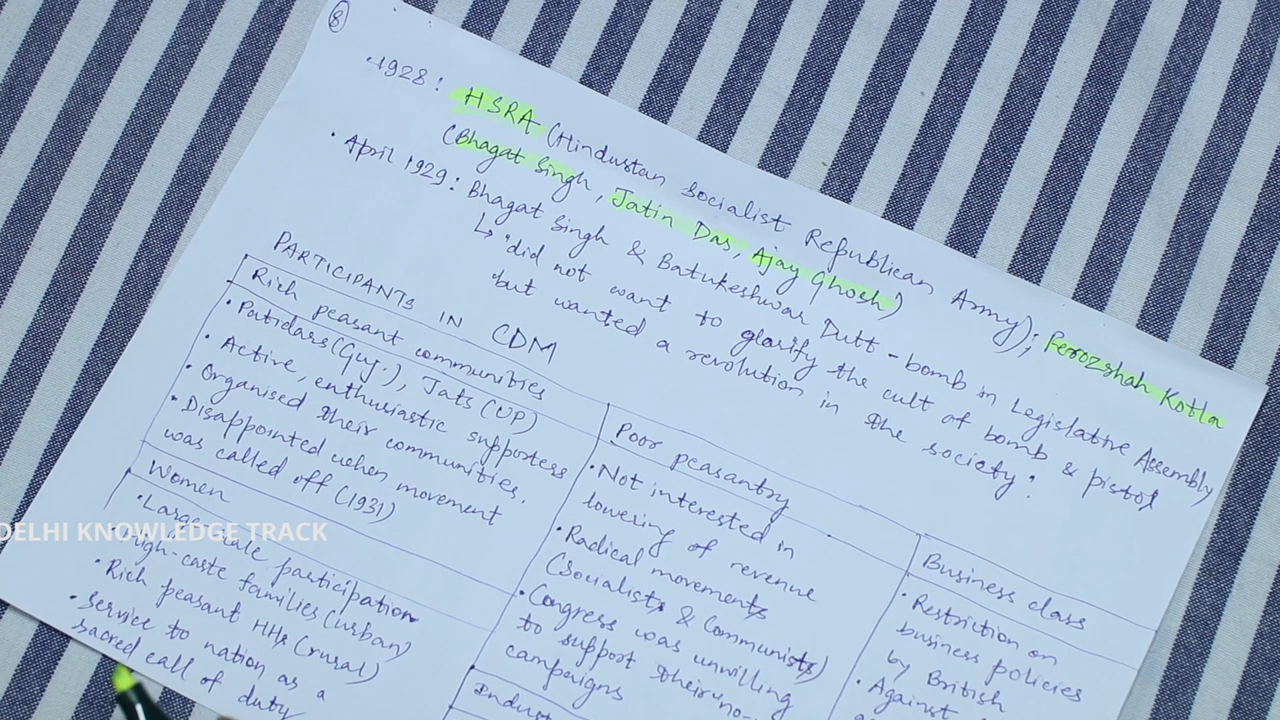 8
1928: HSRA (Hindustan Socialist Republican Army); Ferozshah Kotla
(Bhagat Singh, Jatin Das, Ajay Ghosh)
• April 1929: Bhagat Singh & Batukeshwar Dutt - bomb in Legislative Assembly
↳ "did not want to glorify the cult of bomb & pistol
but wanted a revolution in the society:
PARTICIPANTS IN CDM
Rich peasant communities
• Patidars (Guj.), Jats (UP)
• Active, enthusiastic supporters
• Organised their communities.
• Disappointed when movement
was called off (1931)
Women
• Large scale participation
high-caste families (urban)
• Rich peasant HHs (rural)
• Service to nation as a
sacred call of duty
Poor peasantry
• Not interested in
lowering of revenue
• Radical movements
(Socialists & Communists)
• Congress was unwilling
to support their no-
campaigns
Business class
• Restriction on
business policies
by British
• Against
DELHI KNOWLEDGE TRACK